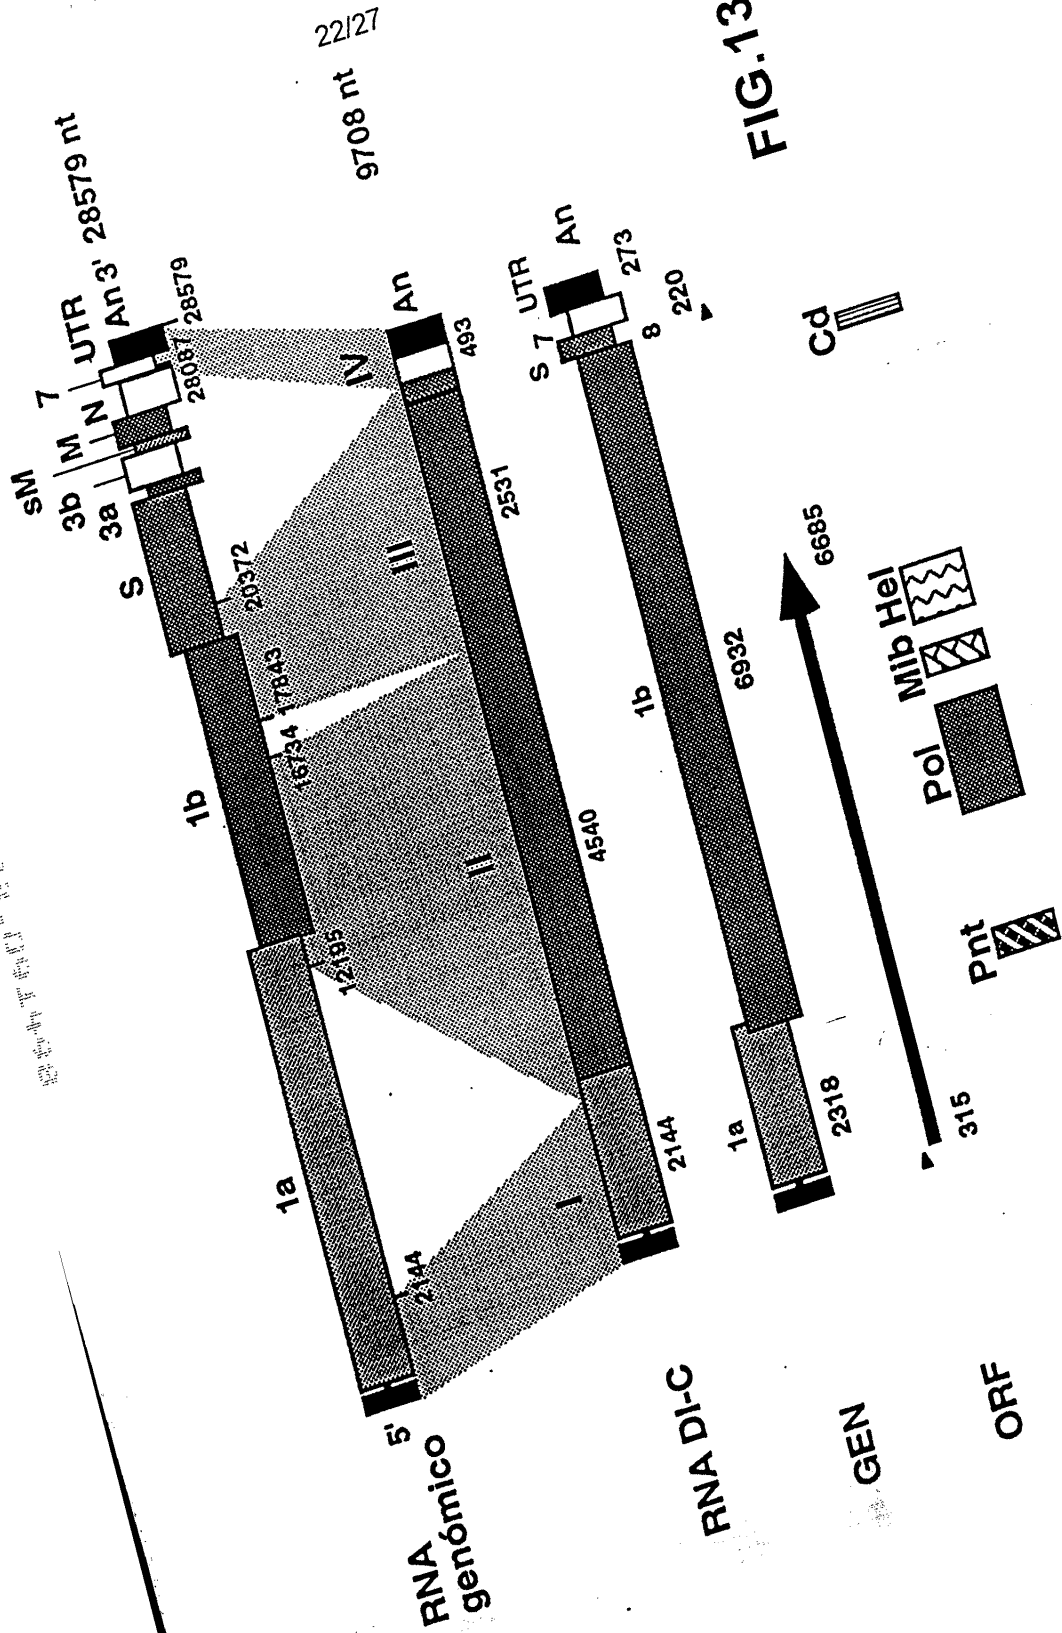 22/27
sM
3b M N 7 UTR
3a
S
1b
1a
An 3' 28579 nt
5'
RNA
genómico
2144
12195
16734
17843
20372
28087
28579
I
II
III
IV
An
9708 nt
RNA DI-C
2144
4540
2531
493
GEN
1a
1b
S 7 UTR
An
2318
6932
8
273
220
ORF
315
6685
Pnt
Pol
Mib
Hel
Cd
FIG.13